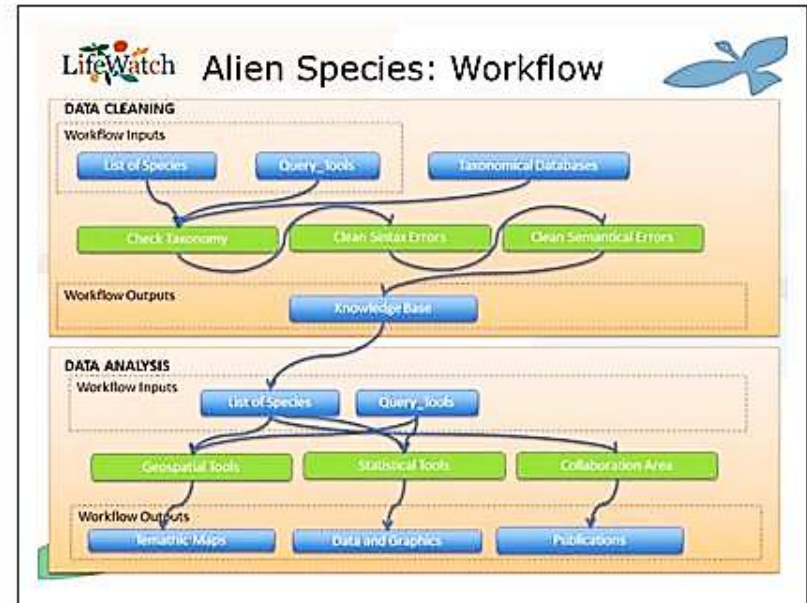 LifeWatch
Alien Species: Workflow
DATA CLEANING
Workflow Inputs
List of Species
Query_Tools
Taxonomical Databases
Check Taxonomy
Clean Sintax Errors
Clean Semantical Errors
Workflow Outputs
Knowledge Base
DATA ANALYSIS
Workflow Inputs
List of Species
Query_Tools
Geospatial Tools
Statistical Tools
Collaboration Area
Workflow Outputs
Temathic Maps
Data and Graphics
Publications